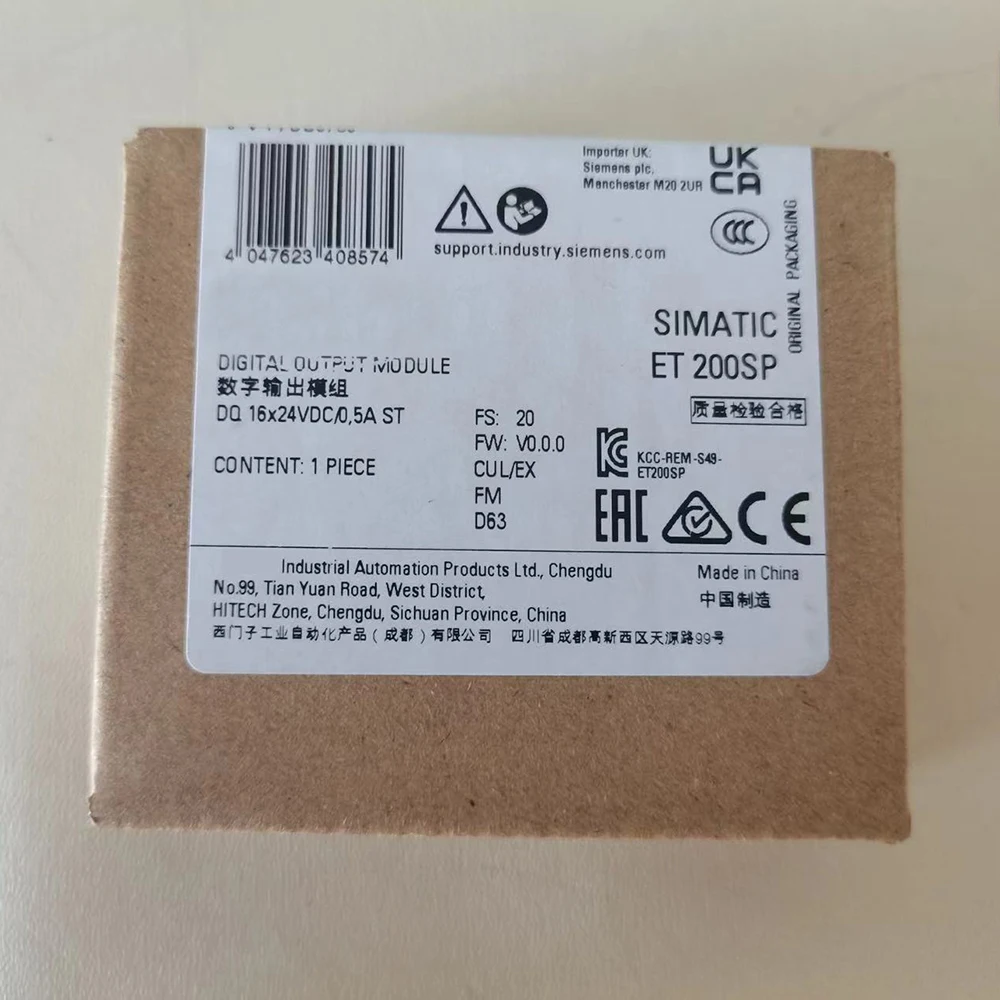 4 047623 408574
support.industry.siemens.com
Importer UK:
Siemens plc,
Manchester M20 2UR
UK
CA
CCC
ORIGINAL PACKAGING
SIMATIC
ET 200SP
DIGITAL OUTPUT MODULE
数字输出模组
DQ 16x24VDC/0,5A ST
CONTENT: 1 PIECE
FS: 20
FW: V0.0.0
CUL/EX
FM
D63
质量检验合格
KCC-REM-S49-
ET200SP
EAC
CE
Industrial Automation Products Ltd., Chengdu
No.99, Tian Yuan Road, West District,
HITECH Zone, Chengdu, Sichuan Province, China
西门子工业自动化产品(成都)有限公司 四川省成都高新西区天源路99号
Made in China
中国制造